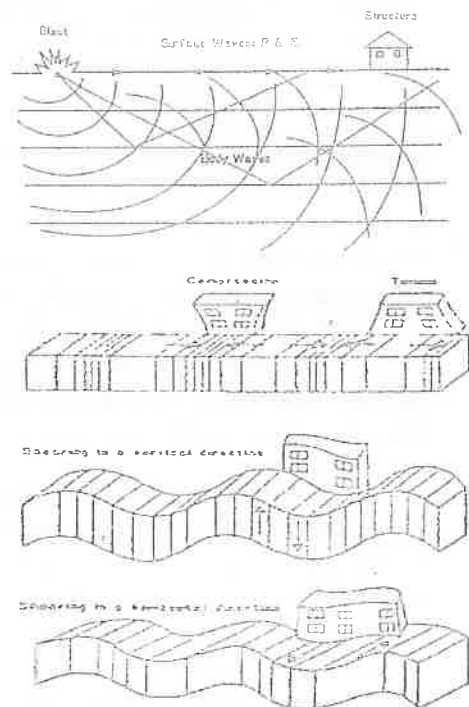 Blast
Structure
Surface Waves: P & S
Body Waves
Compression
Tension
Shearing in a vertical direction
Shearing in a horizontal direction